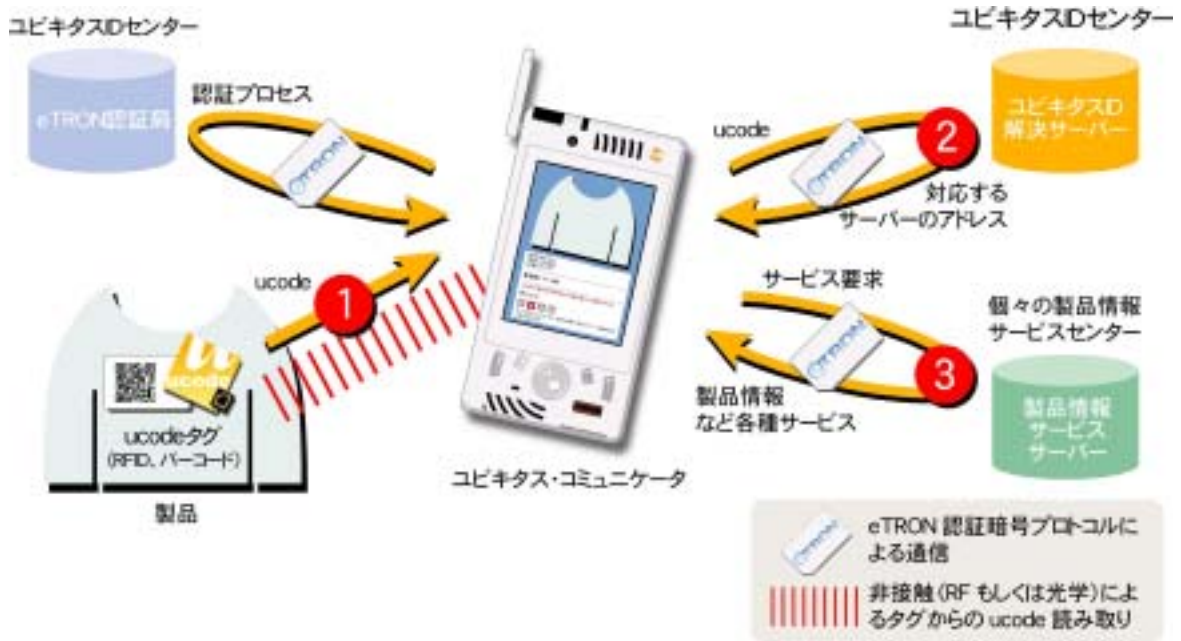 ユビキタスIDセンター
eTRON認証局
認証プロセス
eTRON
ucode
1
ucode
ucodeタグ
(RFID、バーコード)
製品
ユビキタス・コミュニケータ
ユビキタスIDセンター
ユビキタスID
解決サーバー
ucode
2
eTRON
対応する
サーバーのアドレス
サービス要求
eTRON
3
製品情報
など各種サービス
個々の製品情報
サービスセンター
製品情報
サービス
サーバー
eTRON
eTRON 認証暗号プロトコルに
よる通信
非接触(RF もしくは光学)によ
るタグからの ucode 読み取り